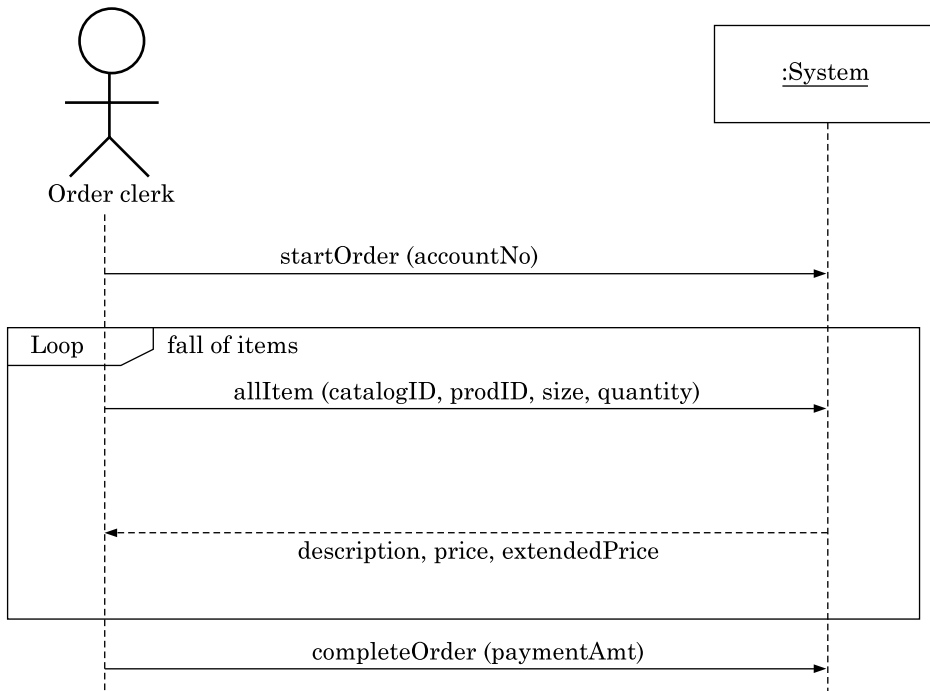 :System
Order clerk
startOrder (accountNo)
Loop
fall of items
allItem (catalogID, prodID, size, quantity)
description, price, extendedPrice
completeOrder (paymentAmt)